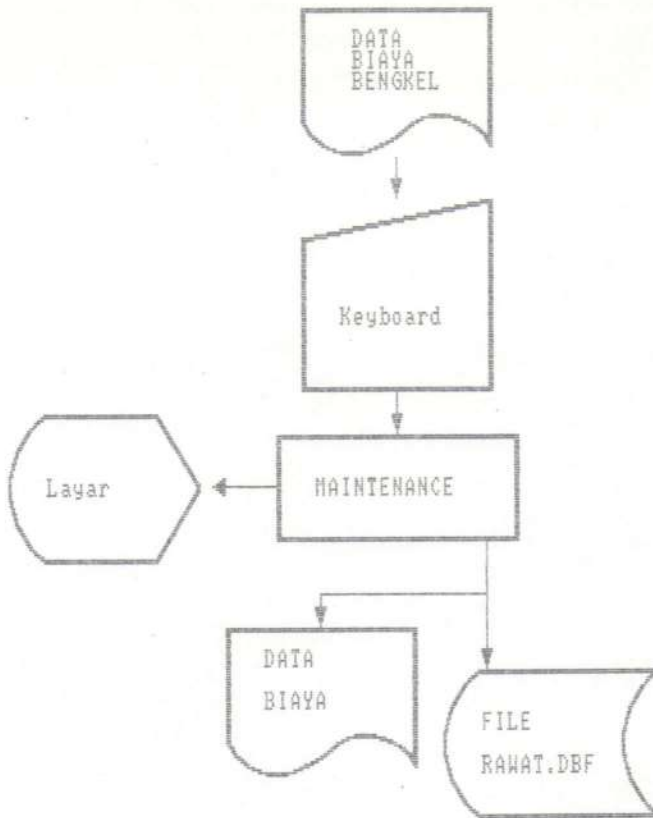 DATA
BIAYA
BENGKEL
Keyboard
MAINTENANCE
Layar
DATA
BIAYA
FILE
RAWAT.DBF